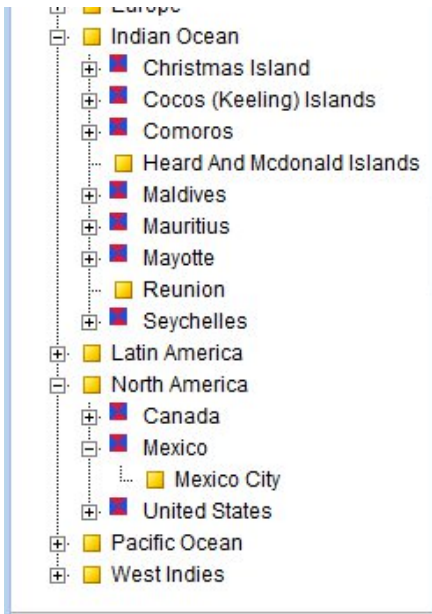 Europe
Indian Ocean
Christmas Island
Cocos (Keeling) Islands
Comoros
Heard And Mcdonald Islands
Maldives
Mauritius
Mayotte
Reunion
Seychelles
Latin America
North America
Canada
Mexico
Mexico City
United States
Pacific Ocean
West Indies